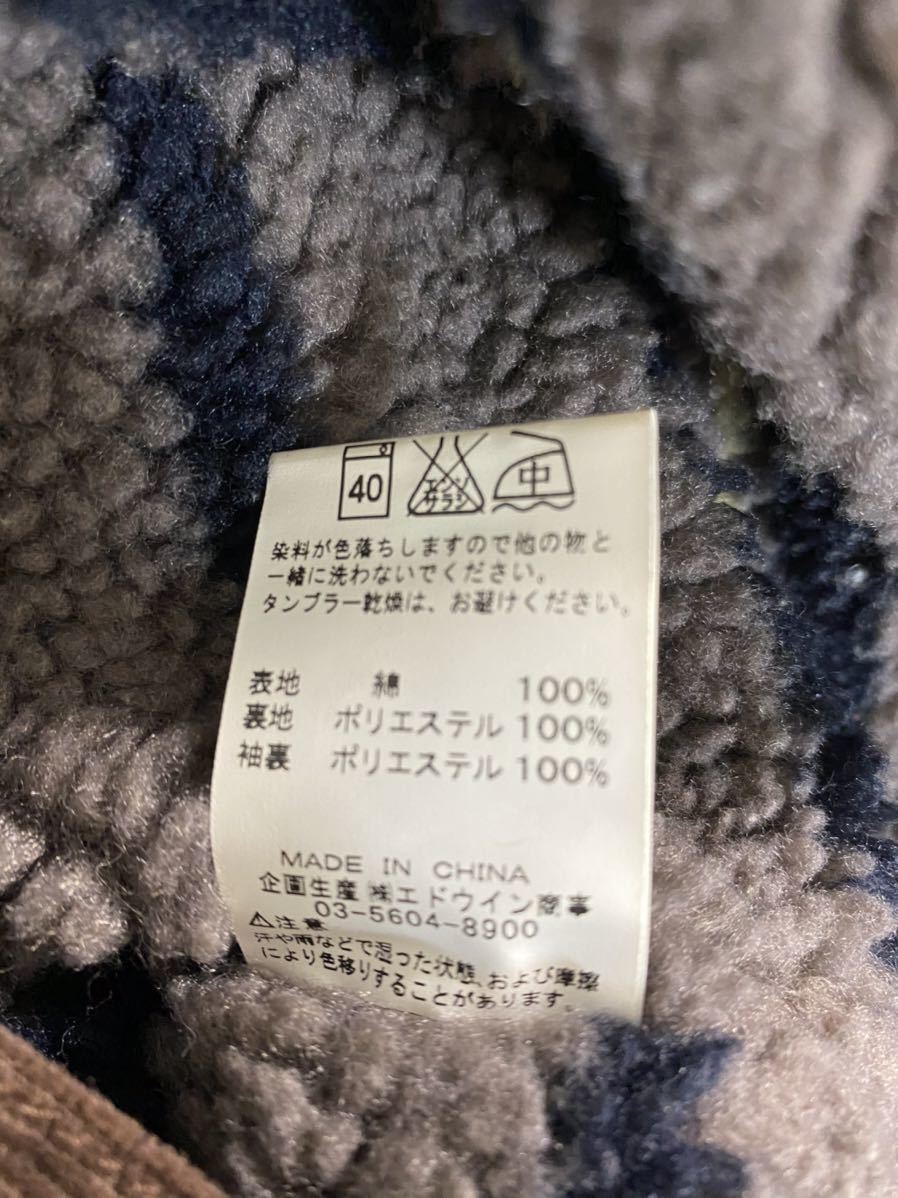 40 エンソ 中
サラシ
染料が色落ちしますので他の物と
一緒に洗わないでください。
タンブラー乾燥は、お避けください。
表地 綿 100%
裏地 ポリエステル 100%
袖裏 ポリエステル 100%
MADE IN CHINA
企画生産 ㈱エドウイン商事
03-5604-8900
⚠注意
汗や雨などで湿った状態、および摩擦
により色移りすることがあります。